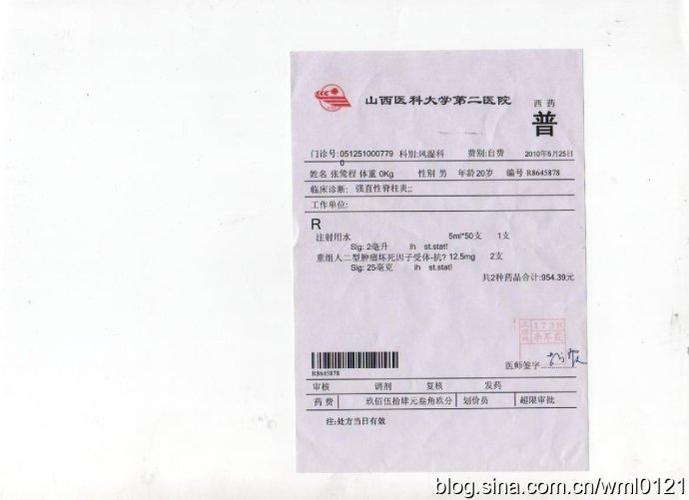 山西医科大学第二医院
西药
普
门诊号:051251000779 科别:风湿科 费别:自费 2010年5月25日
0
姓名 张莺程 体重 0Kg 性别 男 年龄20岁 编号 R8645878
临床诊断: 强直性脊柱炎;;
工作单位:
R
注射用水 5ml*50支 1支
Sig: 2毫升 ih st.stat!
重组人二型肿瘤坏死因子受体-抗? 12.5mg 2支
Sig: 25毫克 ih st.stat!
共2种药品合计:954.39元
1738
医师签字
R8645878
审核 调剂 复核 发药
药费 玖佰伍拾肆元叁角玖分 划价员 超限审批
注:处方当日有效
blog.sina.com.cn/wml0121